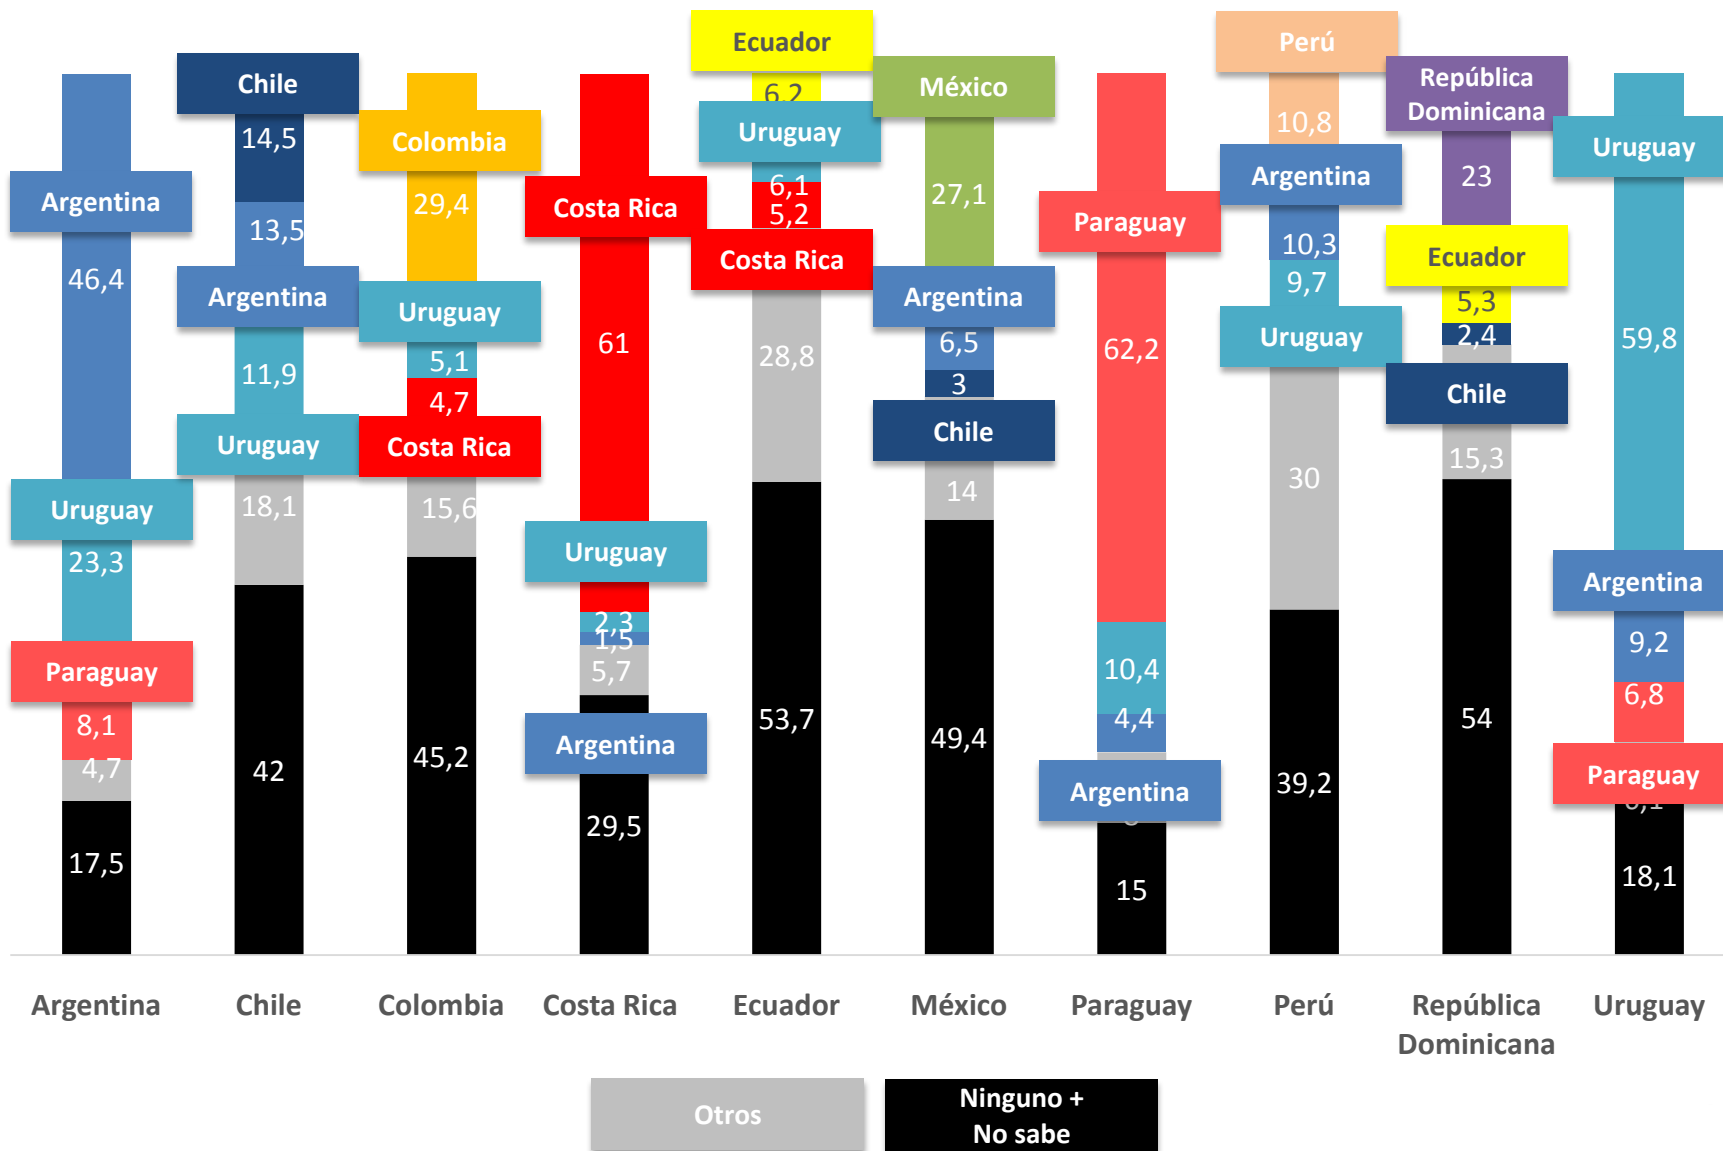 Argentina
46,4
Uruguay
23,3
Paraguay
8,1
4,7
17,5
Chile
14,5
13,5
Argentina
11,9
Uruguay
18,1
42
Colombia
29,4
Uruguay
5,1
4,7
Costa Rica
15,6
45,2
Costa Rica
61
Uruguay
2,3
1,5
5,7
Argentina
29,5
Ecuador
6,2
Uruguay
6,1
5,2
Costa Rica
28,8
53,7
México
27,1
Argentina
6,5
3
Chile
14
49,4
Paraguay
62,2
10,4
4,4
Argentina
15
Perú
10,8
Argentina
10,3
9,7
Uruguay
30
39,2
República
Dominicana
23
Ecuador
5,3
2,4
Chile
15,3
54
Uruguay
59,8
Argentina
9,2
6,8
Paraguay
6,1
18,1
Argentina
Chile
Colombia
Costa Rica
Ecuador
México
Paraguay
Perú
República
Dominicana
Uruguay
Otros
Ninguno +
No sabe